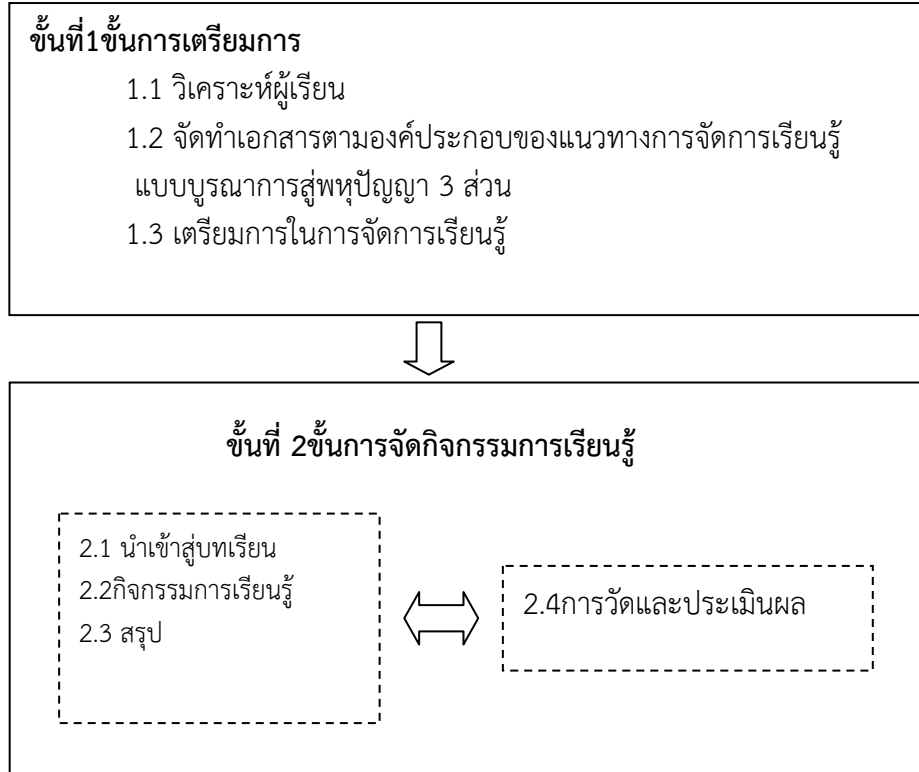 ขั้นที่1ขั้นการเตรียมการ
1.1 วิเคราะห์ผู้เรียน
1.2 จัดทำเอกสารตามองค์ประกอบของแนวทางการจัดการเรียนรู้
แบบบูรณาการสู่พหุปัญญา 3 ส่วน
1.3 เตรียมการในการจัดการเรียนรู้
ขั้นที่ 2ขั้นการจัดกิจกรรมการเรียนรู้
2.1 นำเข้าสู่บทเรียน
2.2กิจกรรมการเรียนรู้
2.3 สรุป
2.4การวัดและประเมินผล